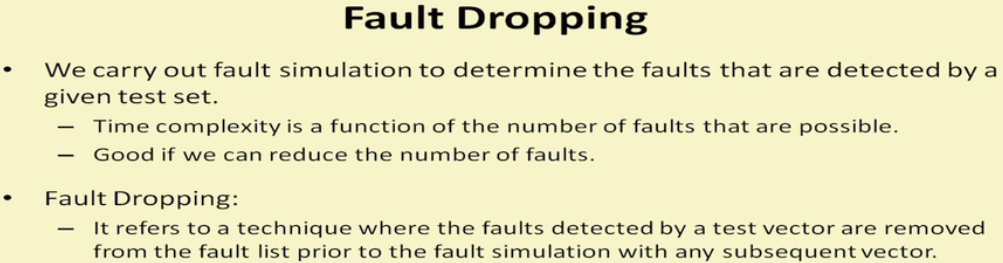 Fault Dropping
• We carry out fault simulation to determine the faults that are detected by a
given test set.
– Time complexity is a function of the number of faults that are possible.
– Good if we can reduce the number of faults.
• Fault Dropping:
– It refers to a technique where the faults detected by a test vector are removed
from the fault list prior to the fault simulation with any subsequent vector.